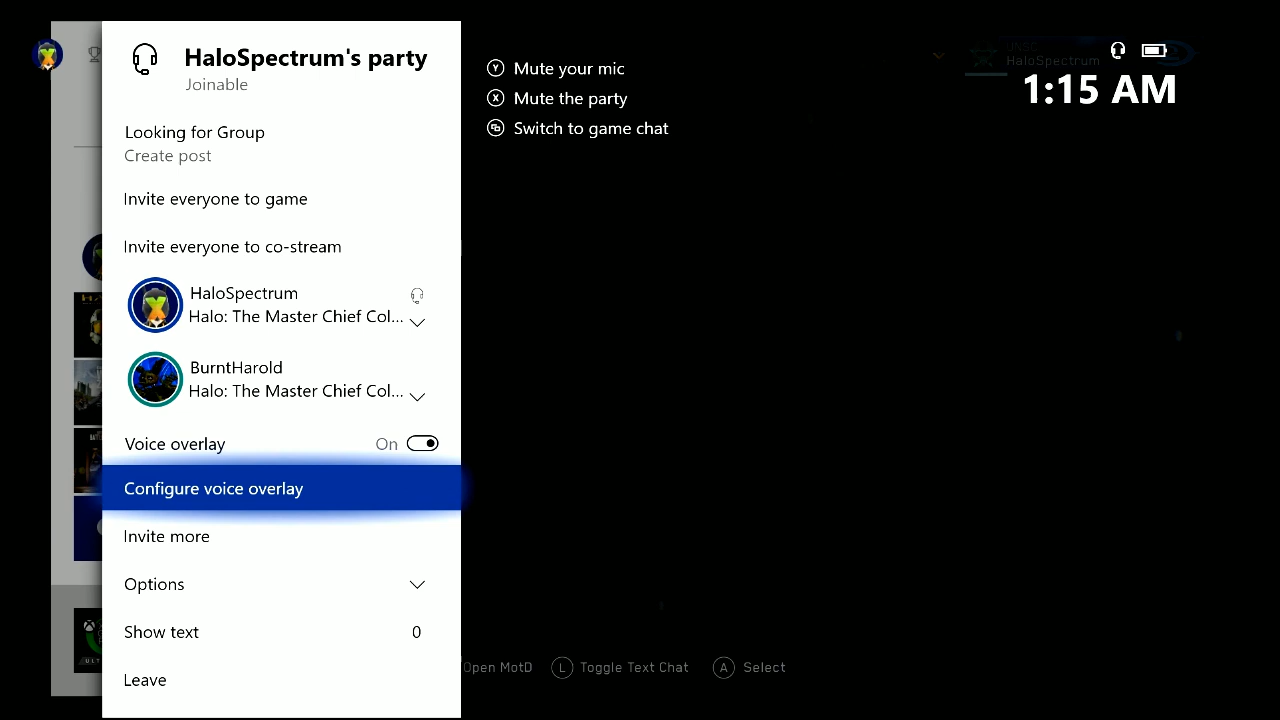 HaloSpectrum's party
Joinable
Looking for Group
Create post
Invite everyone to game
Invite everyone to co-stream
HaloSpectrum
Halo: The Master Chief Col...
BurntHarold
Halo: The Master Chief Col...
Voice overlay On
Configure voice overlay
Invite more
Options
Show text 0
Leave
Y Mute your mic
X Mute the party
Switch to game chat
UNSC
HaloSpectrum
1:15 AM
Open MotD L Toggle Text Chat A Select